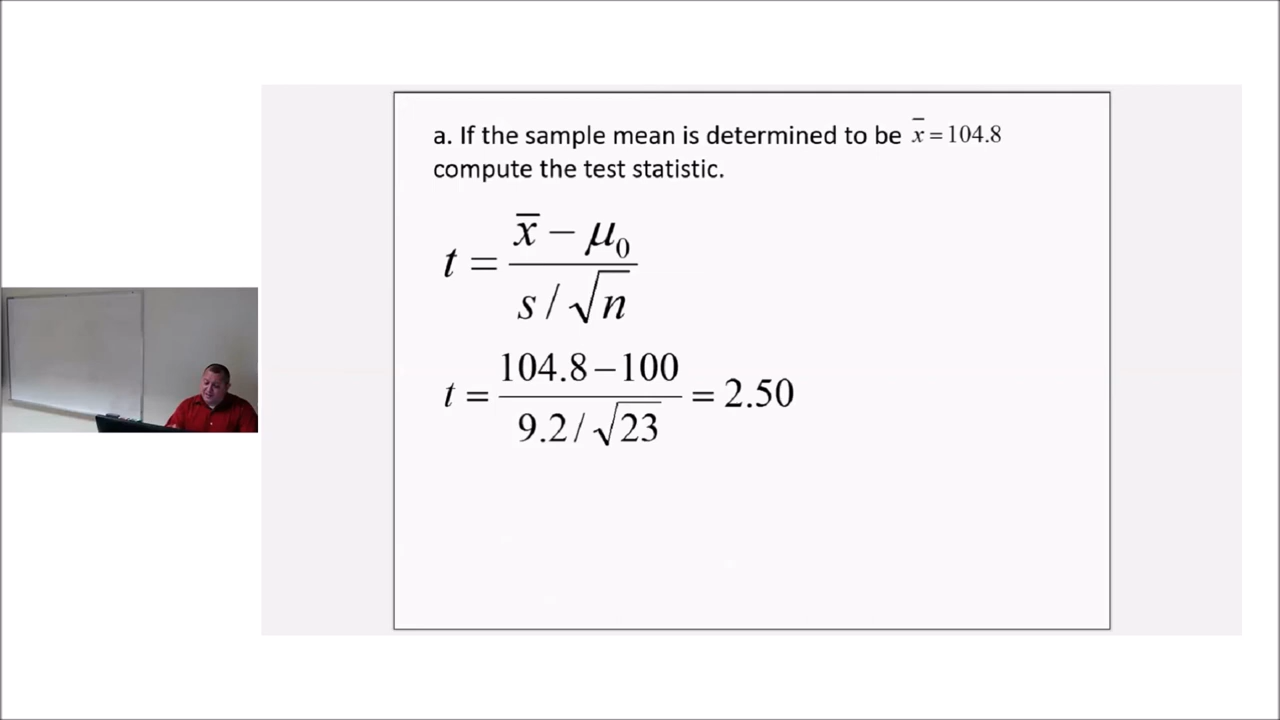 a. If the sample mean is determined to be x̄ = 104.8
compute the test statistic.
t = (x̄ − μ₀) / (s / √n)
t = (104.8 − 100) / (9.2 / √23) = 2.50